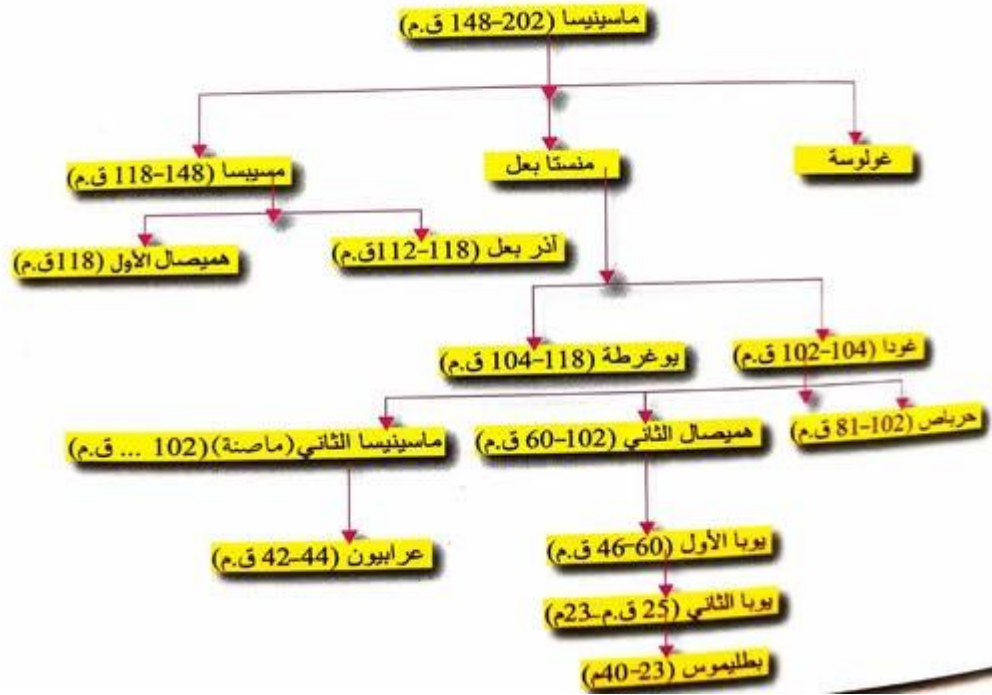 ماسينيسا (202-148 ق.م)
غولوسة
منستا بعل
مسيبسا (148-118 ق.م)
آذر بعل (118-112ق.م)
هميصال الأول (118ق.م)
غودا (104-102 ق.م)
يوغرطة (118-104 ق.م)
حرباص (102-81 ق.م)
هميصال الثاني (102-60 ق.م)
ماسينيسا الثاني (ماصنة) (102 ... ق.م)
يوبا الأول (60-46 ق.م)
عرابيون (44-42 ق.م)
يوبا الثاني (25 ق.م-23م)
بطليموس (23-40م)